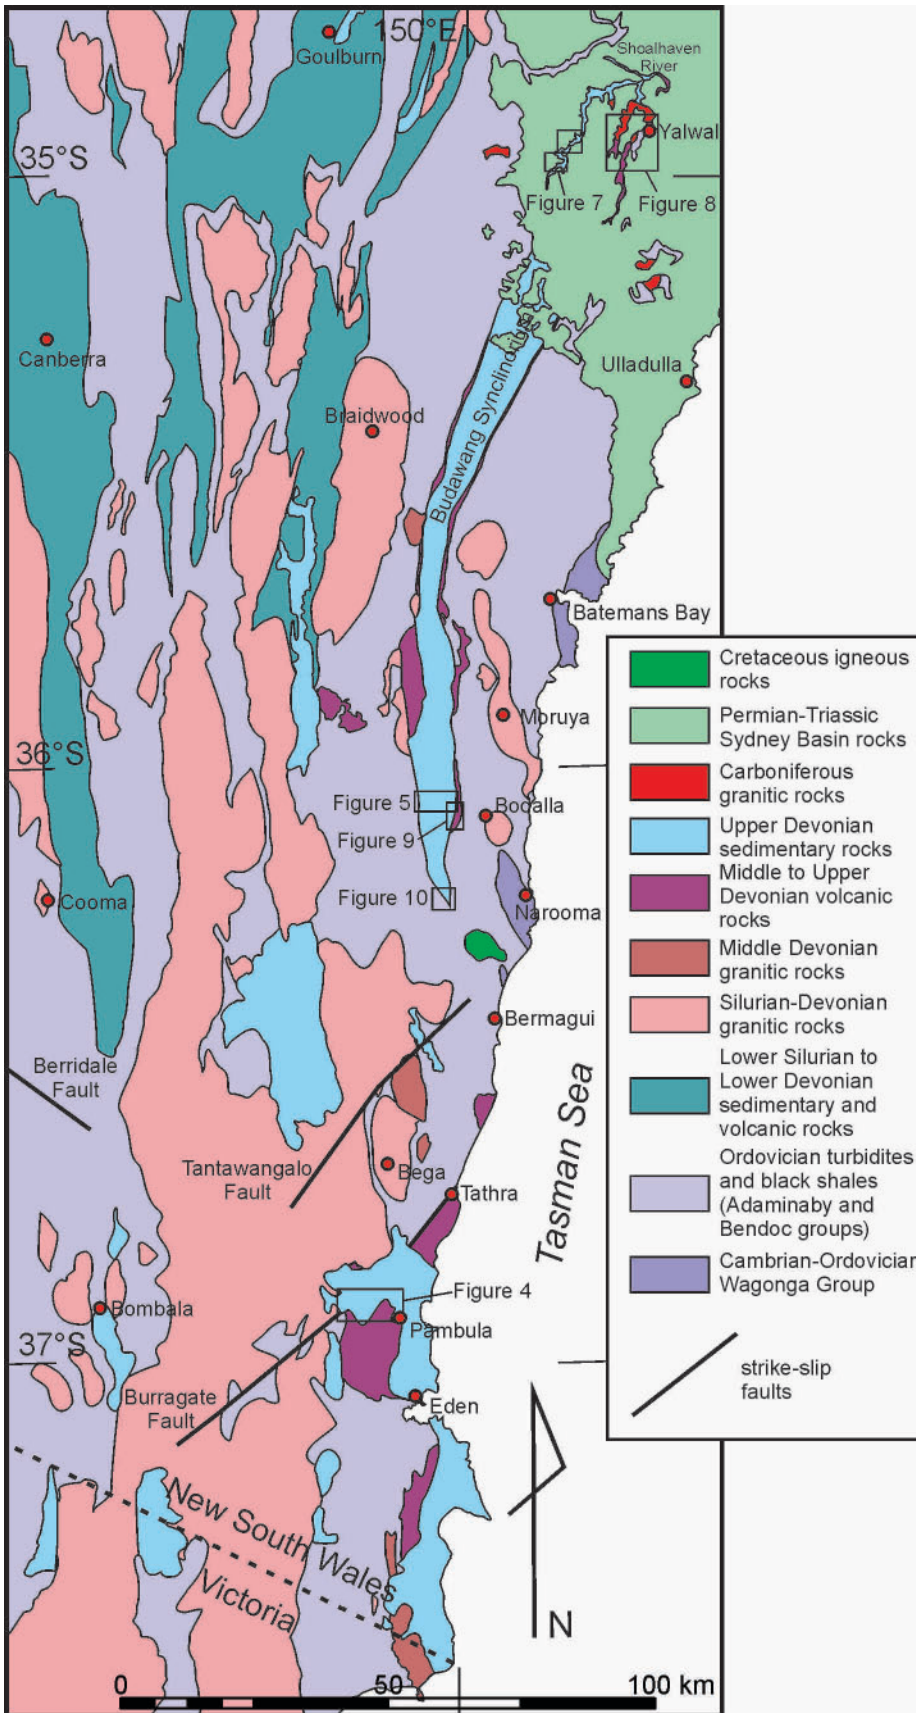 150°E
Goulburn
Shoalhaven
River
Yalwal
35°S
Figure 7
Figure 8
Canberra
Ulladulla
Braidwood
Budawang Synclinorium
Batemans Bay
Moruya
36°S
Figure 5
Bodalla
Figure 9
Figure 10
Cooma
Narooma
Bermagui
Berridale
Fault
Tantawangalo
Fault
Bega
Tathra
Tasman Sea
Figure 4
Bombala
Pambula
37°S
Burragate
Fault
Eden
New South Wales
Victoria
N
0
50
100 km
Cretaceous igneous
rocks
Permian-Triassic
Sydney Basin rocks
Carboniferous
granitic rocks
Upper Devonian
sedimentary rocks
Middle to Upper
Devonian volcanic
rocks
Middle Devonian
granitic rocks
Silurian-Devonian
granitic rocks
Lower Silurian to
Lower Devonian
sedimentary and
volcanic rocks
Ordovician turbidites
and black shales
(Adaminaby and
Bendoc groups)
Cambrian-Ordovician
Wagonga Group
strike-slip
faults